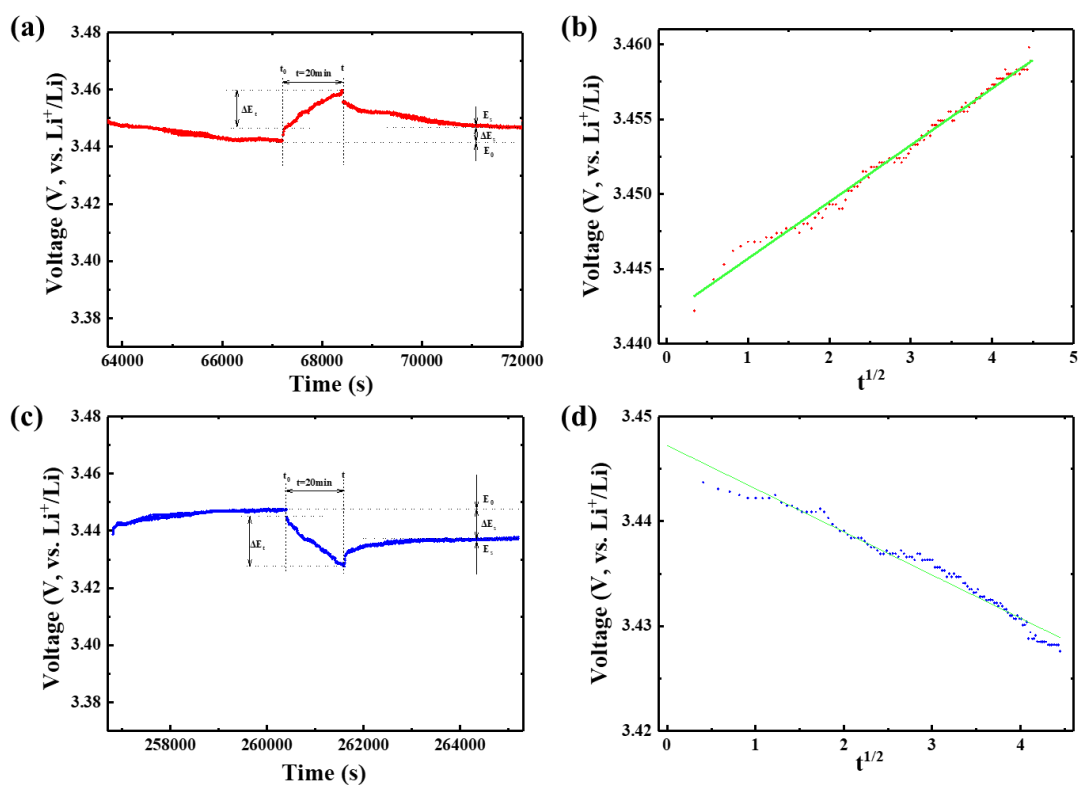 (a)
Voltage (V, vs. Li⁺/Li)
3.48
3.46
3.44
3.42
3.40
3.38
t₀
t=20min
t
ΔEₜ
Eₛ
ΔEₛ
E₀
64000 66000 68000 70000 72000
Time (s)
(b)
Voltage (V, vs. Li⁺/Li)
3.460
3.455
3.450
3.445
3.440
0 1 2 3 4 5
t^1/2
(c)
Voltage (V, vs. Li⁺/Li)
3.48
3.46
3.44
3.42
3.40
3.38
t₀
t=20min
t
ΔEₜ
E₀
ΔEₛ
Eₛ
258000 260000 262000 264000
Time (s)
(d)
Voltage (V, vs. Li⁺/Li)
3.45
3.44
3.43
3.42
0 1 2 3 4
t^1/2